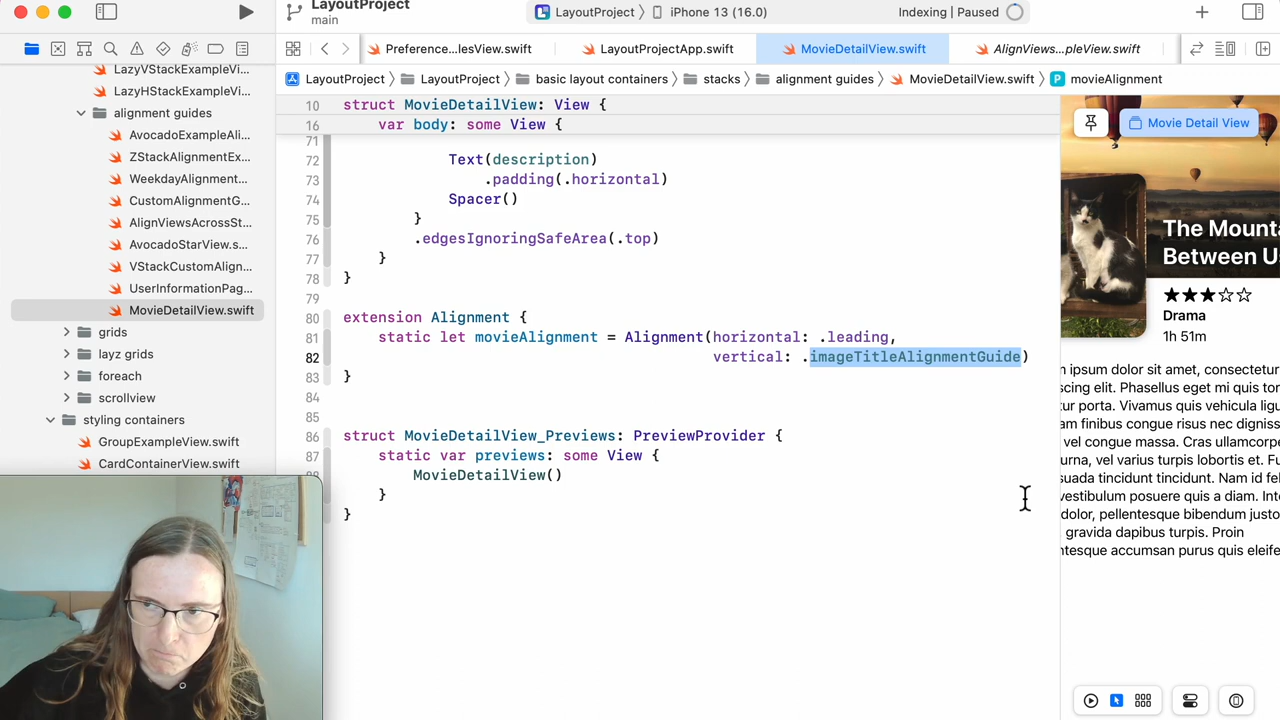 LayoutProject
main
LayoutProject
iPhone 13 (16.0)
Indexing | Paused
Preference...lesView.swift
LayoutProjectApp.swift
MovieDetailView.swift
AlignViews...pleView.swift
LayoutProject
LayoutProject
basic layout containers
stacks
alignment guides
MovieDetailView.swift
P movieAlignment
LazyVStackExampleVi...
LazyHStackExampleVi...
alignment guides
AvocadoExampleAli...
ZStackAlignmentEx...
WeekdayAlignment...
CustomAlignmentG...
AlignViewsAcrossSt...
AvocadoStarView.s...
VStackCustomAlign...
UserInformationPag...
MovieDetailView.swift
grids
layz grids
foreach
scrollview
styling containers
GroupExampleView.swift
CardContainerView.swift
10 struct MovieDetailView: View {
16 var body: some View {
71
72 Text(description)
73 .padding(.horizontal)
74 Spacer()
75 }
76 .edgesIgnoringSafeArea(.top)
77 }
78 }
79
80 extension Alignment {
81 static let movieAlignment = Alignment(horizontal: .leading,
82 vertical: .imageTitleAlignmentGuide)
83 }
84
85
86 struct MovieDetailView_Previews: PreviewProvider {
87 static var previews: some View {
MovieDetailView()
}
}
Movie Detail View
The Mounta
Between U
Drama
1h 51m
n ipsum dolor sit amet, consectetur
scing elit. Phasellus eget mi quis tor
ur porta. Vivamus quis vehicula ligu
am finibus congue risus nec digniss
vel congue massa. Cras ullamcorpe
urna, vel varius turpis lobortis et. Fu
suada tincidunt tincidunt. Nam id fel
vestibulum posuere quis a diam. Inte
dolor, pellentesque bibendum justo
gravida dapibus turpis. Proin
ntesque accumsan purus quis eleife